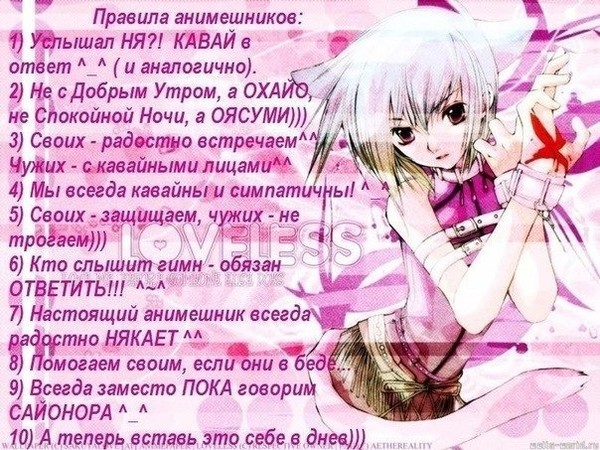 Правила анимешников:
1) Услышал НЯ?!  КАВАЙ в
ответ ^_^ ( и аналогично).
2) Не с Добрым Утром, а ОХАЙО,
не Спокойной Ночи, а ОЯСУМИ)))
3) Своих - радостно встречаем^^
Чужих - с кавайными лицами^^
4) Мы всегда кавайны и симпатичны! ^_^
5) Своих - защищаем, чужих - не
трогаем)))
LOVELESS
6) Кто слышит гимн - обязан
ОТВЕТИТЬ!!!  ^~^
7) Настоящий анимешник всегда
радостно НЯКАЕТ ^^
8) Помогаем своим, если они в беде...
9) Всегда заместо ПОКА говорим
САЙОНОРА ^_^
10) А теперь вставь это себе в днев)))
AETHEREALITY